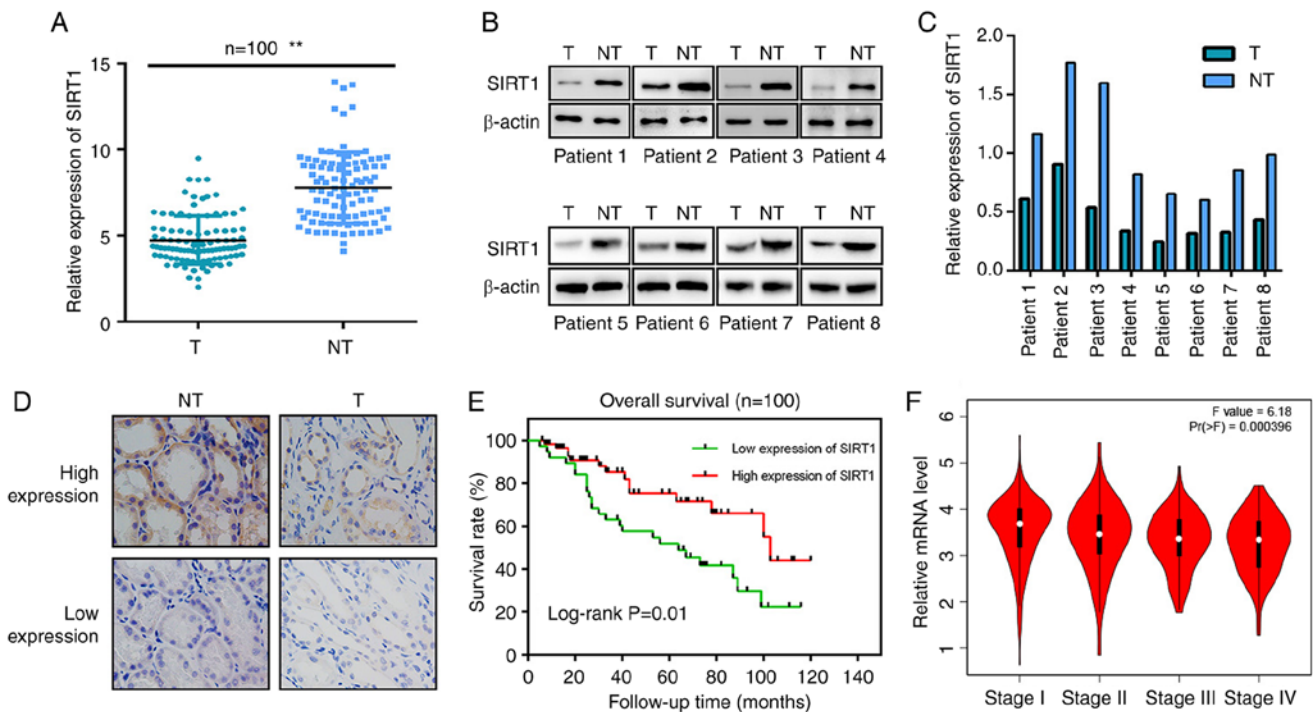 A
n=100 **
Relative expression of SIRT1
15
10
5
0
T
NT
B
T NT T NT T NT T NT
SIRT1
β-actin
Patient 1 Patient 2 Patient 3 Patient 4
T NT T NT T NT T NT
SIRT1
β-actin
Patient 5 Patient 6 Patient 7 Patient 8
C
Relative expression of SIRT1
2.0
1.5
1.0
0.5
0.0
T
NT
Patient 1
Patient 2
Patient 3
Patient 4
Patient 5
Patient 6
Patient 7
Patient 8
D
NT
T
High
expression
Low
expression
E
Overall survival (n=100)
Survival rate (%)
100
80
60
40
20
0
Low expression of SIRT1
High expression of SIRT1
Log-rank P=0.01
0 20 40 60 80 100 120 140
Follow-up time (months)
F
F value = 6.18
Pr(>F) = 0.000396
Relative mRNA level
6
5
4
3
2
1
Stage I Stage II Stage III Stage IV